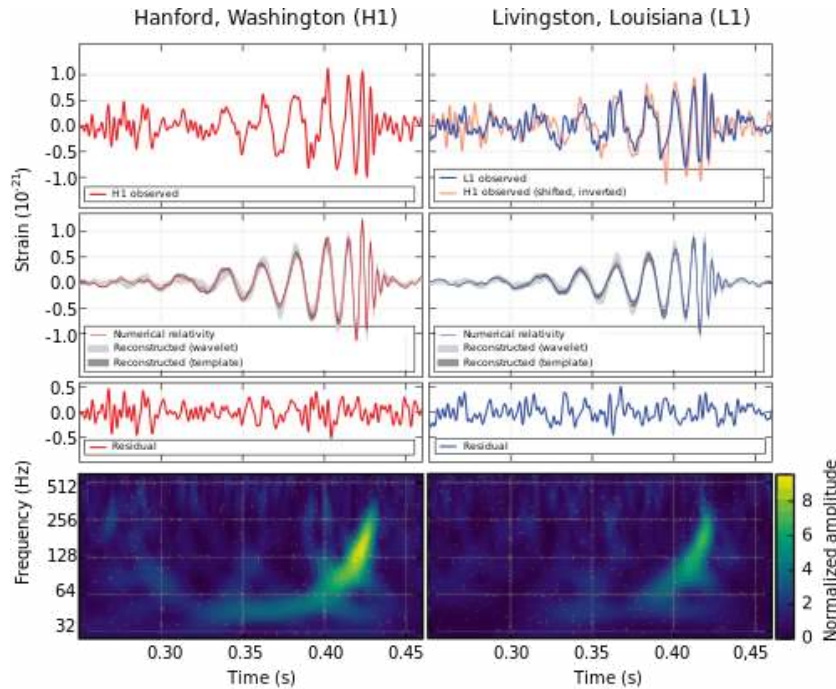 Hanford, Washington (H1)
Livingston, Louisiana (L1)
1.0
0.5
0.0
-0.5
-1.0
H1 observed
L1 observed
H1 observed (shifted, inverted)
Strain (10-21)
1.0
0.5
0.0
-0.5
-1.0
Numerical relativity
Reconstructed (wavelet)
Reconstructed (template)
Numerical relativity
Reconstructed (wavelet)
Reconstructed (template)
0.5
0.0
-0.5
Residual
Residual
Frequency (Hz)
512
256
128
64
32
8
6
4
2
0
Normalized amplitude
0.30
0.35
0.40
0.45
0.30
0.35
0.40
0,45
Time (s)
Time (s)